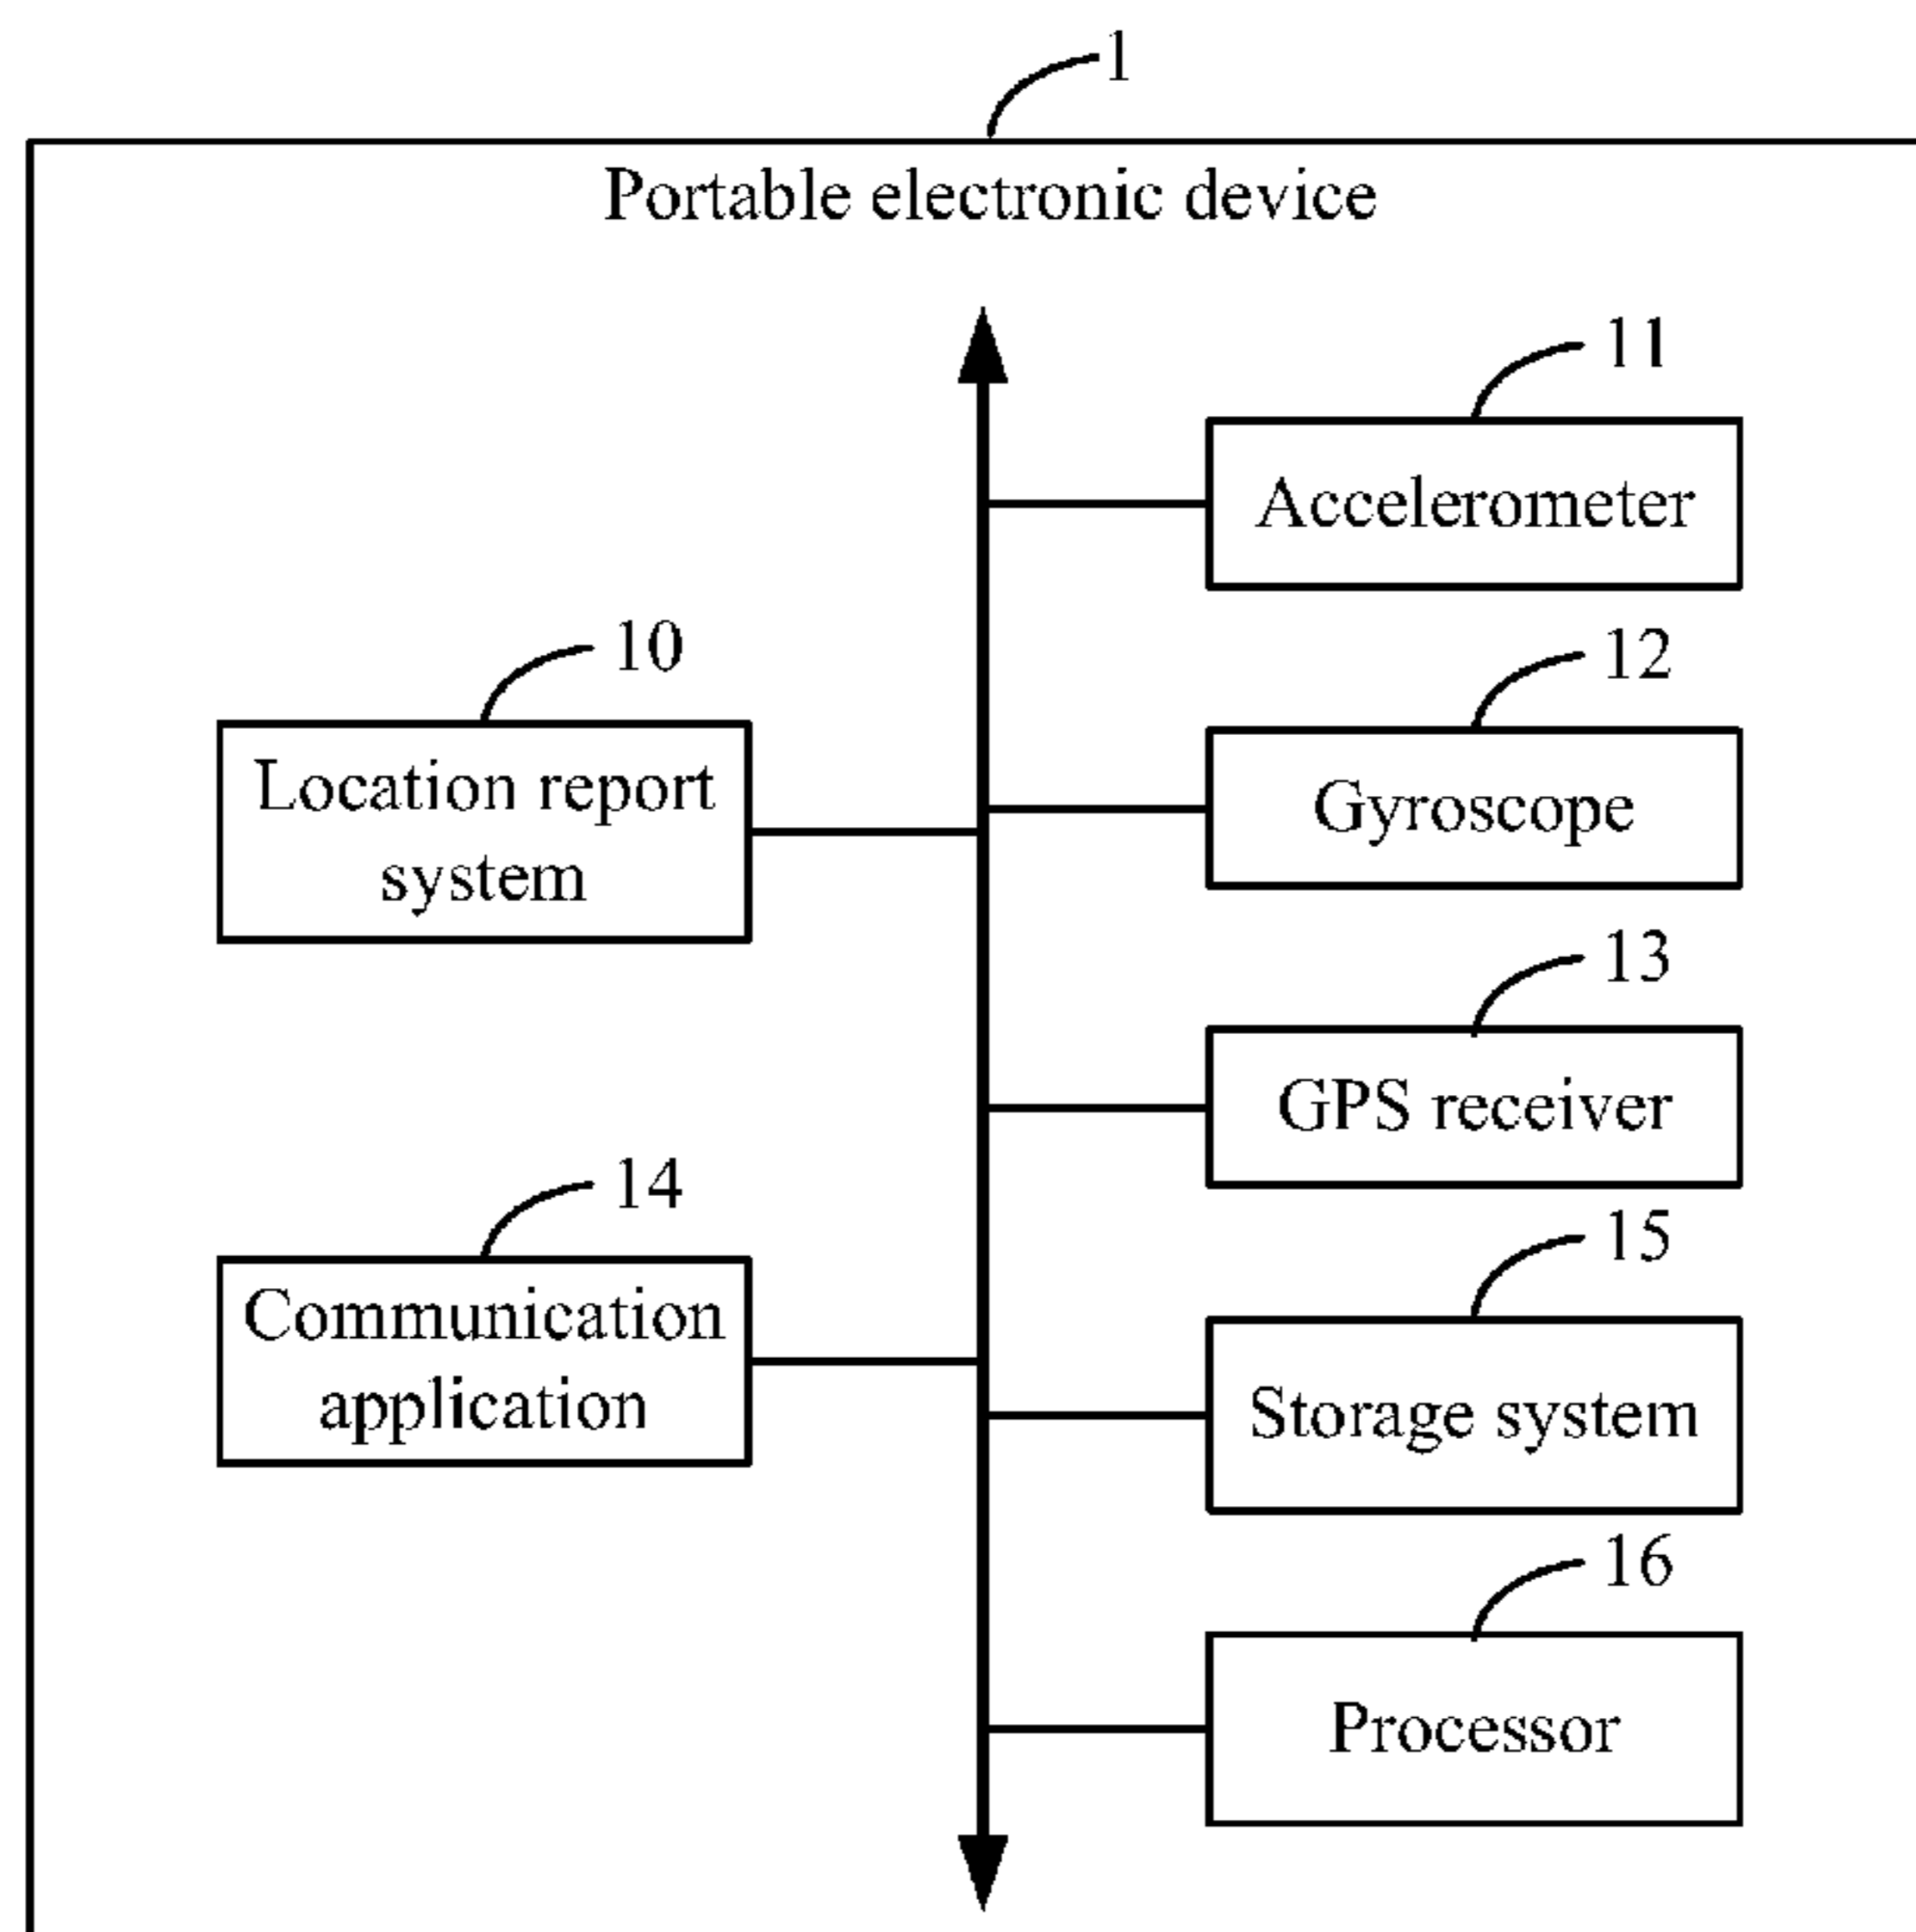 1
Portable electronic device
11
Accelerometer
10
Location report
system
12
Gyroscope
13
GPS receiver
14
Communication
application
15
Storage system
16
Processor